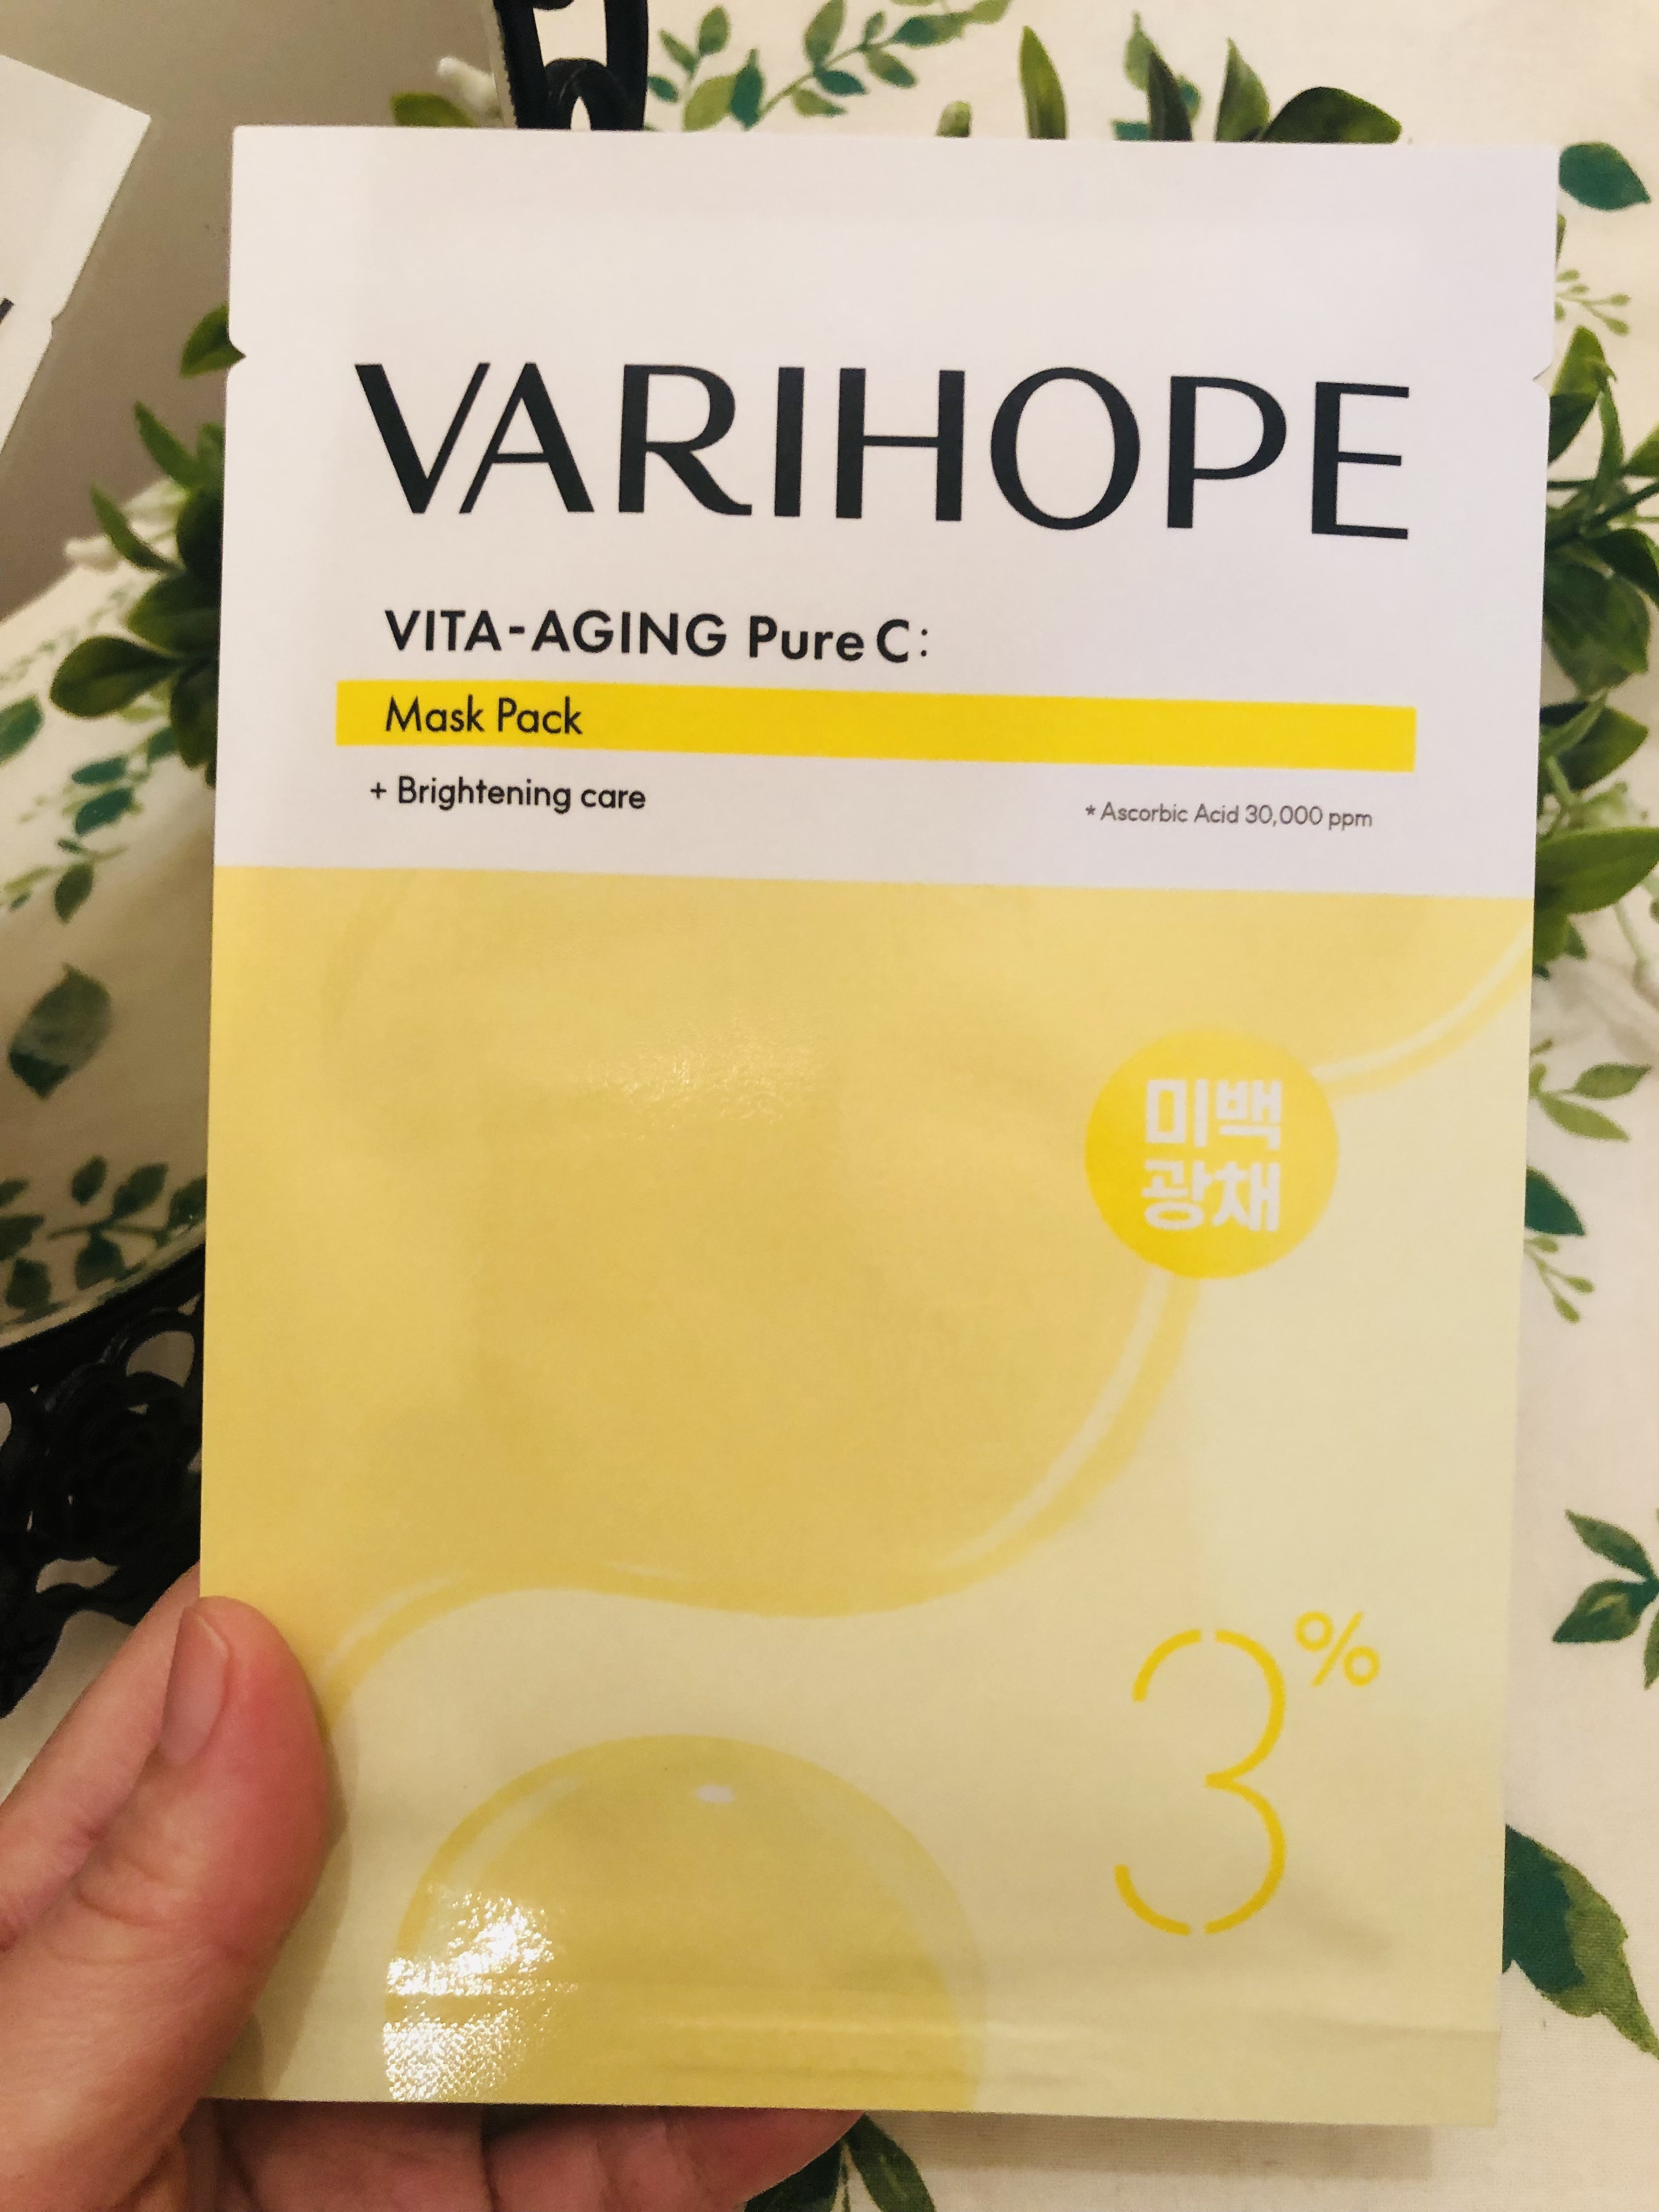 VARIHOPE
VITA-AGING Pure C:
Mask Pack
+ Brightening care
* Ascorbic Acid 30,000 ppm
미백
광채
3%